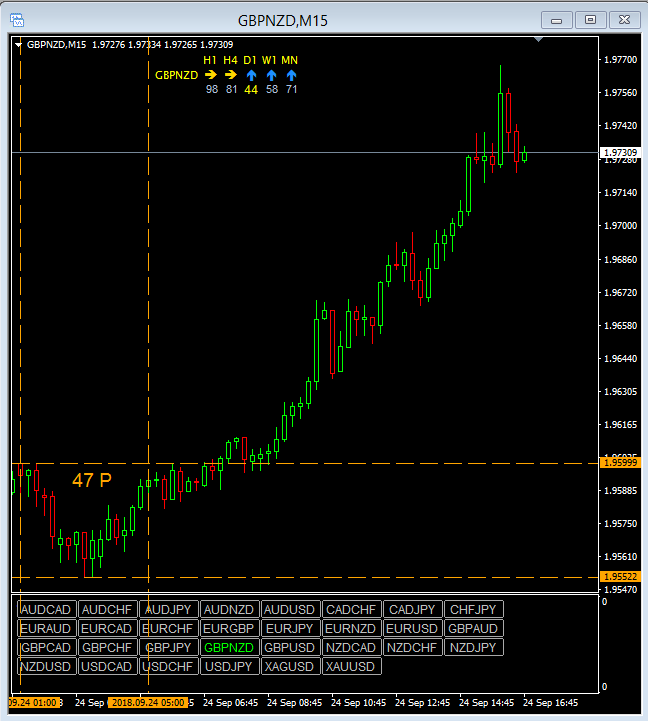 GBPNZD,M15
GBPNZD,M15 1.97276 1.97334 1.97265 1.97309
H1 H4 D1 W1 MN
GBPNZD
98 81 44 58 71
1.97700
1.97560
1.97420
1.97309
1.97280
1.97140
1.97000
1.96860
1.96720
1.96580
1.96440
1.96305
1.96165
1.95999
47 P
1.95885
1.95750
1.95610
1.95522
1.95470
AUDCAD AUDCHF AUDJPY AUDNZD AUDUSD CADCHF CADJPY CHFJPY
EURAUD EURCAD EURCHF EURGBP EURJPY EURNZD EURUSD GBPAUD
GBPCAD GBPCHF GBPJPY GBPNZD GBPUSD NZDCAD NZDCHF NZDJPY
NZDUSD USDCAD USDCHF USDJPY XAGUSD XAUUSD
0
0
09.24 01:00 24 Sep 2018.09.24 05:00 24 Sep 06:45 24 Sep 08:45 24 Sep 10:45 24 Sep 12:45 24 Sep 14:45 24 Sep 16:45